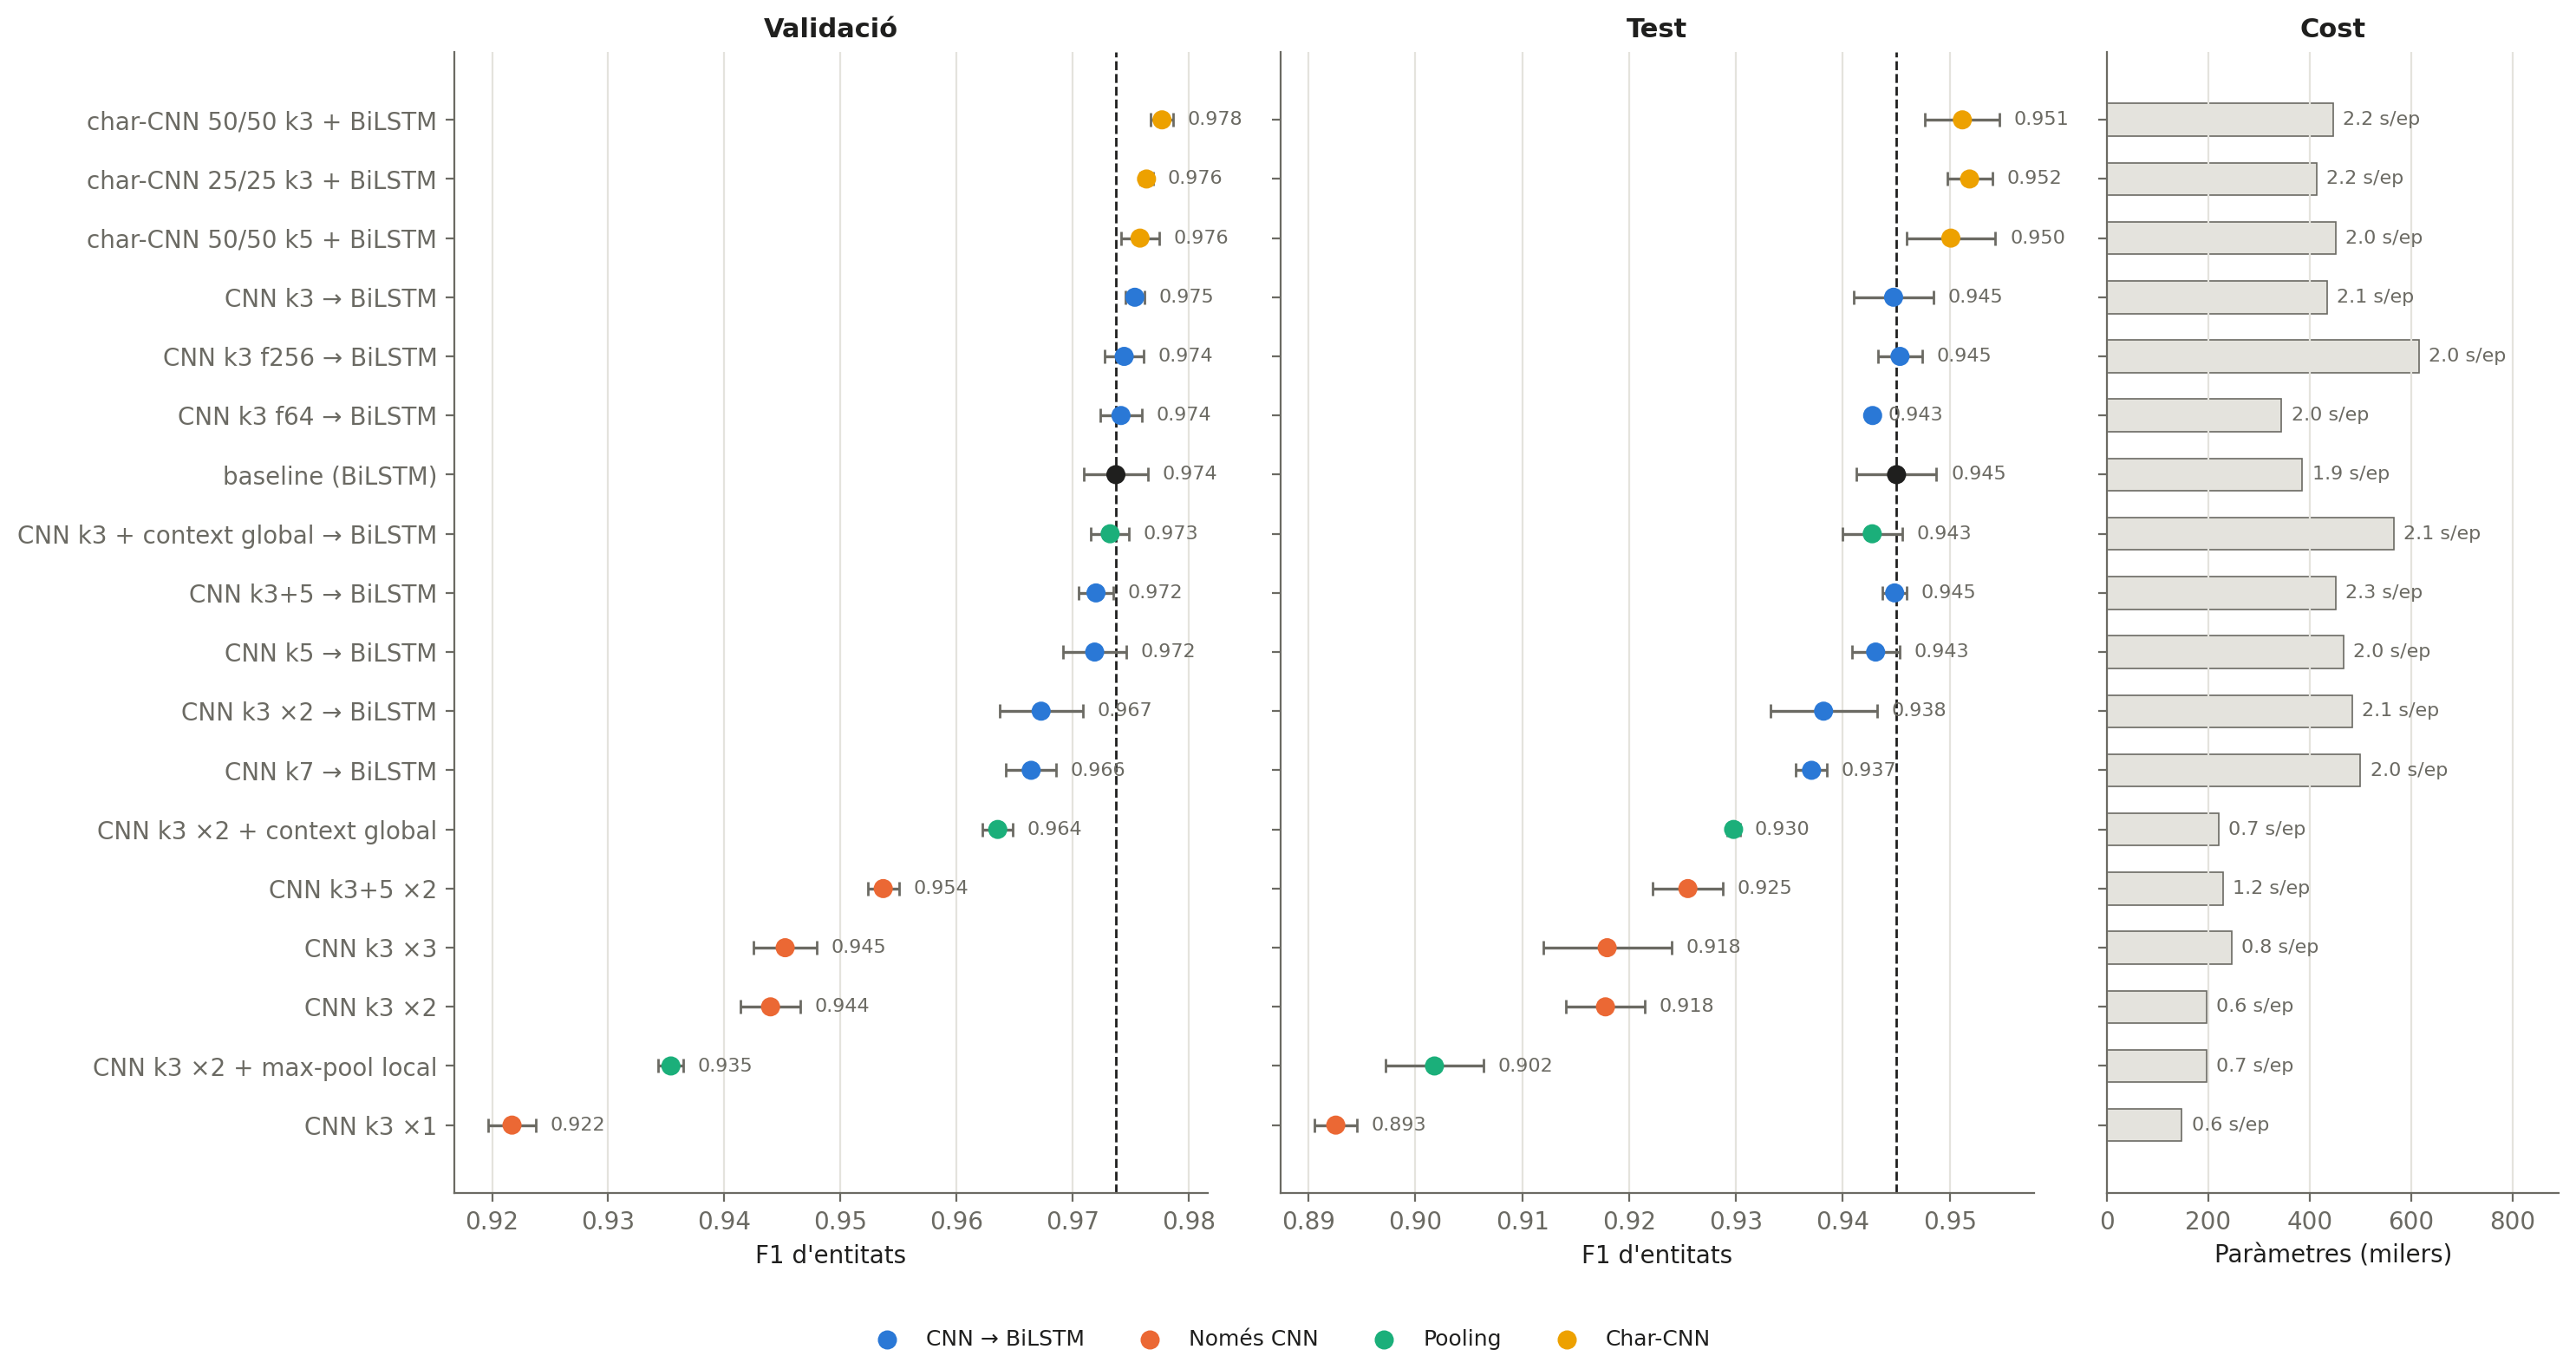 Validació Test Cost
char-CNN 50/50 k3 + BiLSTM 0.978 0.951 2.2 s/ep
char-CNN 25/25 k3 + BiLSTM 0.976 0.952 2.2 s/ep
char-CNN 50/50 k5 + BiLSTM 0.976 0.950 2.0 s/ep
CNN k3 → BiLSTM 0.975 0.945 2.1 s/ep
CNN k3 f256 → BiLSTM 0.974 0.945 2.0 s/ep
CNN k3 f64 → BiLSTM 0.974 0.943 2.0 s/ep
baseline (BiLSTM) 0.974 0.945 1.9 s/ep
CNN k3 + context global → BiLSTM 0.973 0.943 2.1 s/ep
CNN k3+5 → BiLSTM 0.972 0.945 2.3 s/ep
CNN k5 → BiLSTM 0.972 0.943 2.0 s/ep
CNN k3 ×2 → BiLSTM 0.967 0.938 2.1 s/ep
CNN k7 → BiLSTM 0.966 0.937 2.0 s/ep
CNN k3 ×2 + context global 0.964 0.930 0.7 s/ep
CNN k3+5 ×2 0.954 0.925 1.2 s/ep
CNN k3 ×3 0.945 0.918 0.8 s/ep
CNN k3 ×2 0.944 0.918 0.6 s/ep
CNN k3 ×2 + max-pool local 0.935 0.902 0.7 s/ep
CNN k3 ×1 0.922 0.893 0.6 s/ep
0.92 0.93 0.94 0.95 0.96 0.97 0.98 0.89 0.90 0.91 0.92 0.93 0.94 0.95 0 200 400 600 800
F1 d'entitats F1 d'entitats Paràmetres (milers)
CNN → BiLSTM Només CNN Pooling Char-CNN